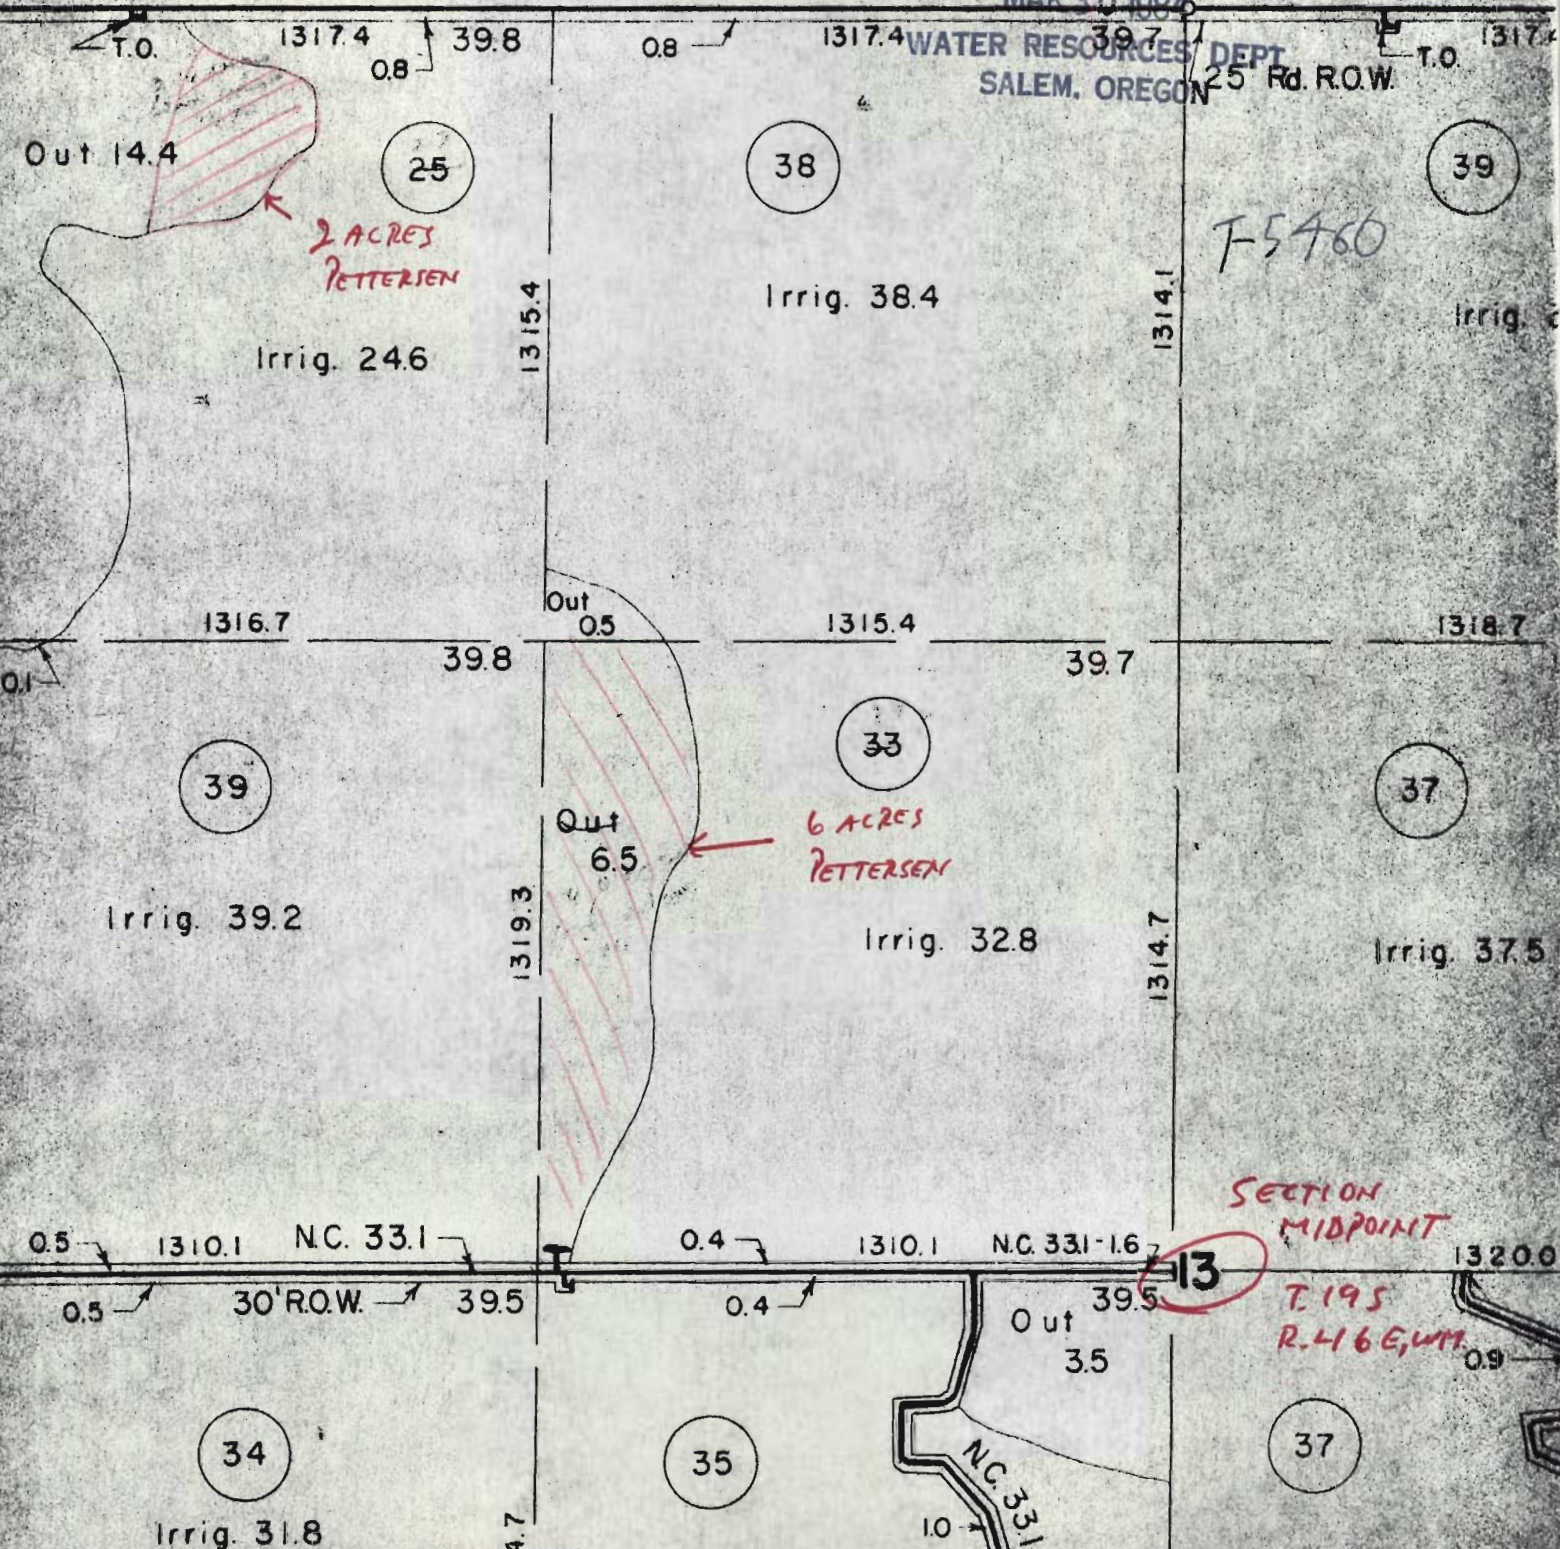 T.O.
1317.4
39.8
0.8
0.8
1317.4
39.7
WATER RESOURCES DEPT
SALEM, OREGON
25 Rd. R.O.W.
T.O.
Out 14.4
25
38
39
2 ACRES
PETTERSEN
F-5460
1315.4
Irrig. 38.4
1314.1
Irrig.
Irrig. 24.6
Out
0.5
1316.7
1315.4
1318.7
39.8
39.7
0.1
39
33
37
Out
6.5
6 ACRES
PETTERSEN
Irrig. 39.2
1319.3
Irrig. 32.8
1314.7
Irrig. 37.5
SECTION
MIDPOINT
0.5
1310.1
N.C. 33.1
0.4
1310.1
N.C. 33.1-1.6
13
1320.0
0.5
30' R.O.W.
39.5
0.4
39.5
T. 19 S
R. 46 E, WM.
Out
3.5
0.9
34
35
37
N.C. 33.1
Irrig. 31.8
1.0